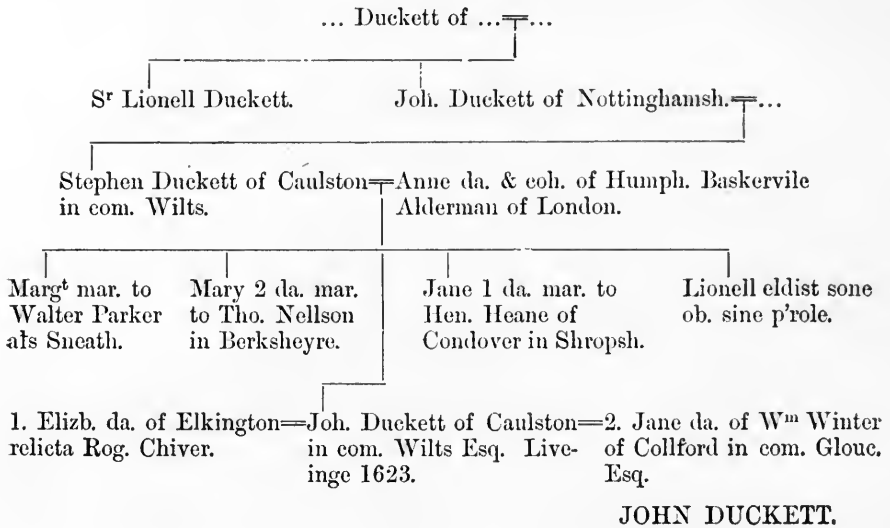 ... Duckett of ... ...
Sʳ Lionell Duckett. Joh. Duckett of Nottinghamsh. ...
Stephen Duckett of Caulston Anne da. & coh. of Humph. Baskervile
in com. Wilts. Alderman of London.
Margᵗ mar. to Mary 2 da. mar. Jane 1 da. mar. to Lionell eldist sone
Walter Parker to Tho. Nellson Hen. Heane of ob. sine p'role.
ał̃s Sneath. in Berksheyre. Condover in Shropsh.
1. Elizb. da. of Elkington Joh. Duckett of Caulston 2. Jane da. of Wᵐ Winter
relicta Rog. Chiver. in com. Wilts Esq. Live- of Collford in com. Glouc.
inge 1623. Esq.
JOHN DUCKETT.